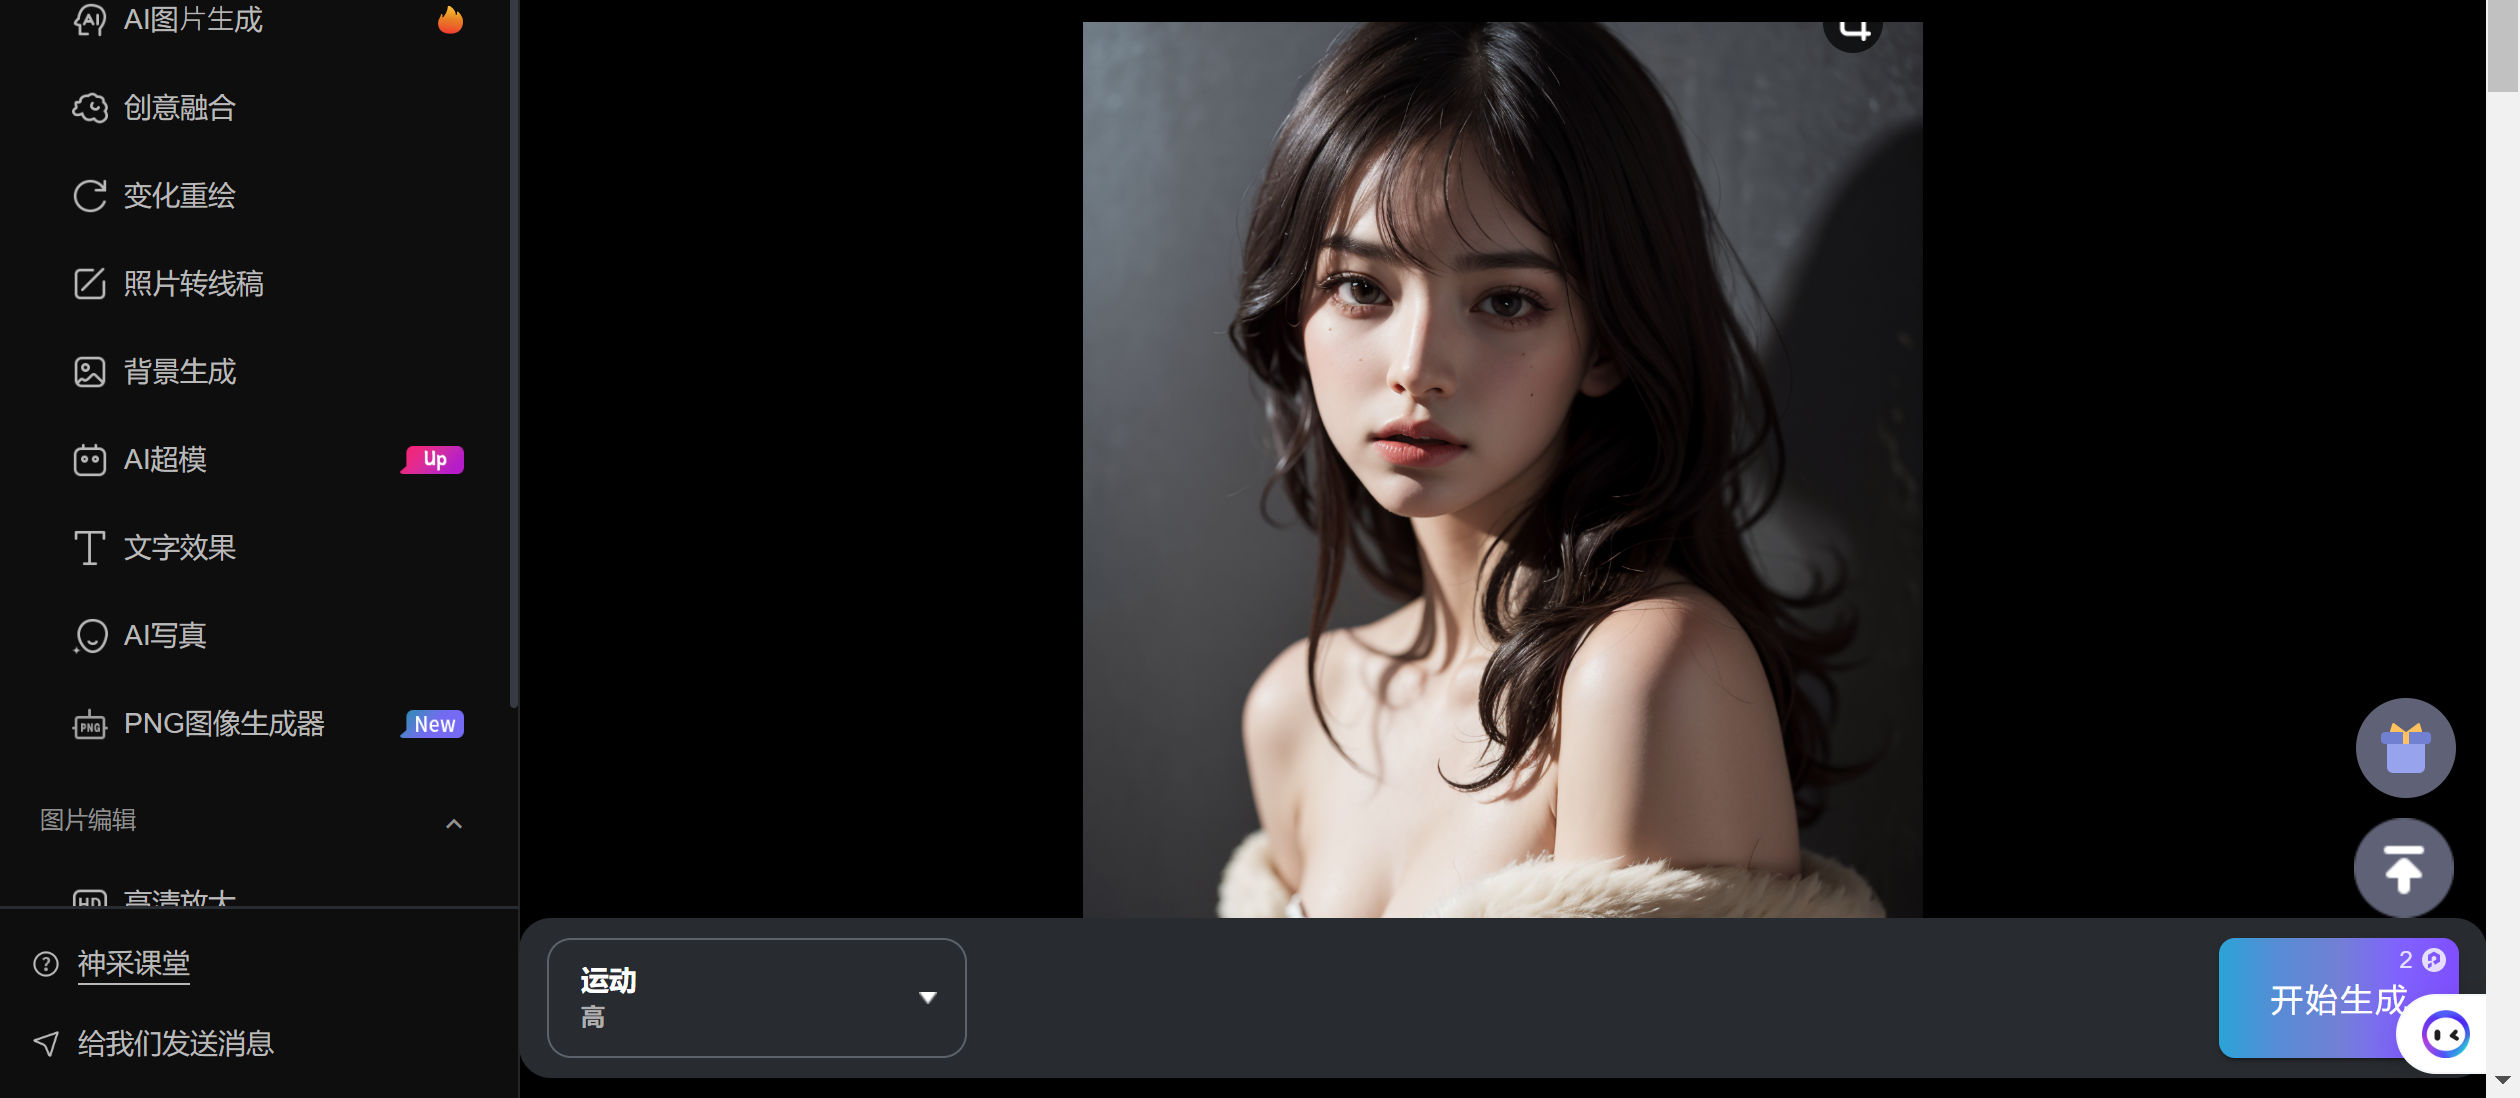 AI图片生成
创意融合
变化重绘
照片转线稿
背景生成
AI超模
Up
文字效果
AI写真
PNG
PNG图像生成器
New
图片编辑
HD
高清放大
神采课堂
给我们发送消息
运动
高
2
开始生成